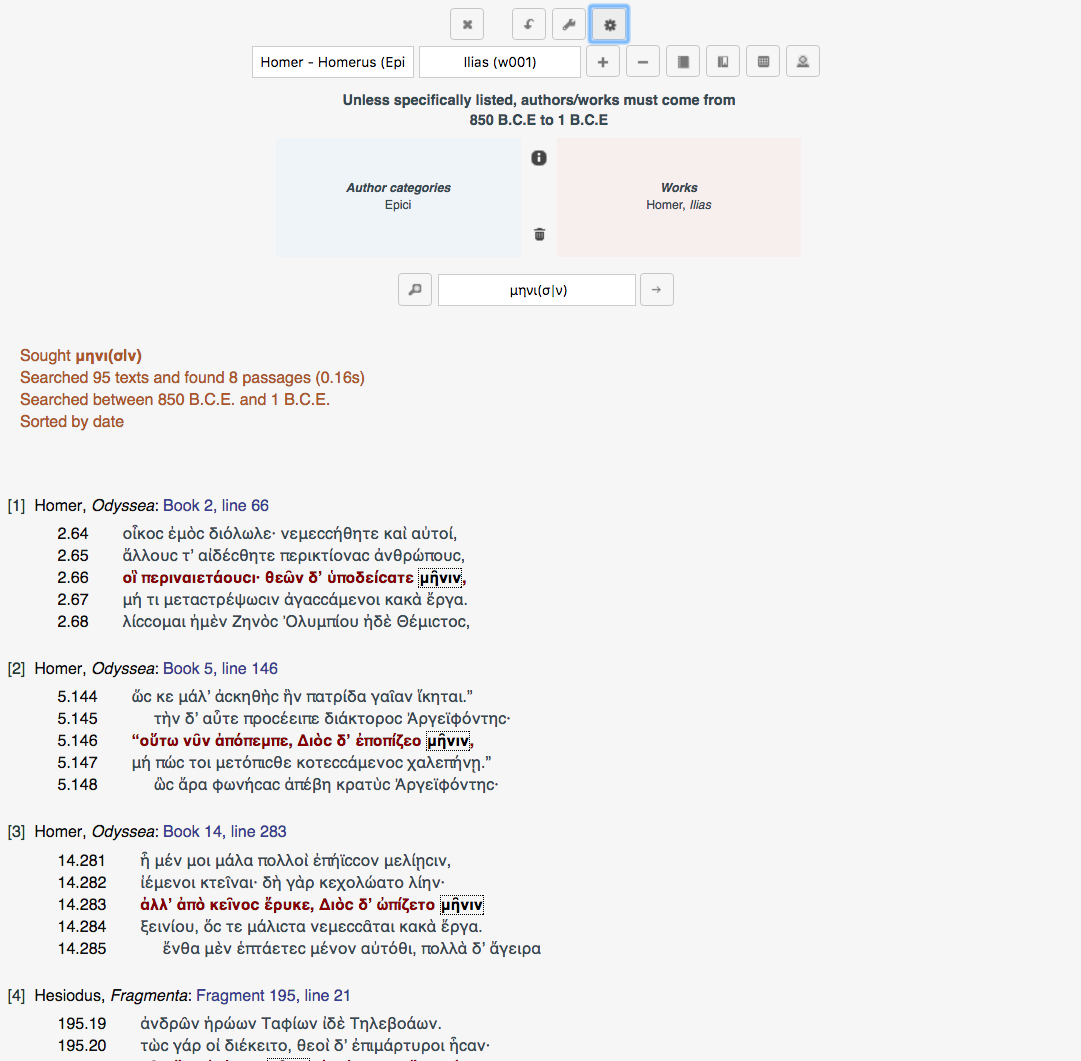 Homer - Homerus (Epi
Ilias (w001)
Unless specifically listed, authors/works must come from
850 B.C.E to 1 B.C.E
Author categories
Epici
Works
Homer, Ilias
μηνι(σ|ν)
Sought μηνι(σ|ν)
Searched 95 texts and found 8 passages (0.16s)
Searched between 850 B.C.E. and 1 B.C.E.
Sorted by date
[1] Homer, Odyssea: Book 2, line 66
2.64 οἶκοϲ ἐμὸϲ διόλωλε· νεμεϲϲήθητε καὶ αὐτοί,
2.65 ἄλλουϲ τ’ αἰδέϲθητε περικτίοναϲ ἀνθρώπουϲ,
2.66 οἳ περιναιετάουϲι· θεῶν δ’ ὑποδείϲατε μῆνιν,
2.67 μή τι μεταϲτρέψωϲιν ἀγαϲϲάμενοι κακὰ ἔργα.
2.68 λίϲϲομαι ἠμὲν Ζηνὸϲ Ὀλυμπίου ἠδὲ Θέμιϲτοϲ,
[2] Homer, Odyssea: Book 5, line 146
5.144 ὥϲ κε μάλ’ ἀϲκηθὴϲ ἣν πατρίδα γαῖαν ἵκηται.”
5.145 τὴν δ’ αὖτε προϲέειπε διάκτοροϲ Ἀργεϊφόντηϲ·
5.146 “οὕτω νῦν ἀπόπεμπε, Διὸϲ δ’ ἐποπίζεο μῆνιν,
5.147 μή πώϲ τοι μετόπιϲθε κοτεϲϲάμενοϲ χαλεπήνῃ.”
5.148 ὣϲ ἄρα φωνήϲαϲ ἀπέβη κρατὺϲ Ἀργεϊφόντηϲ·
[3] Homer, Odyssea: Book 14, line 283
14.281 ἦ μέν μοι μάλα πολλοὶ ἐπήϊϲϲον μελίῃϲιν,
14.282 ἱέμενοι κτεῖναι· δὴ γὰρ κεχολώατο λίην·
14.283 ἀλλ’ ἀπὸ κεῖνοϲ ἔρυκε, Διὸϲ δ’ ὠπίζετο μῆνιν
14.284 ξεινίου, ὅϲ τε μάλιϲτα νεμεϲϲᾶται κακὰ ἔργα.
14.285 ἔνθα μὲν ἑπτάετεϲ μένον αὐτόθι, πολλὰ δ’ ἄγειρα
[4] Hesiodus, Fragmenta: Fragment 195, line 21
195.19 ἀνδρῶν ἡρώων Ταφίων ἰδὲ Τηλεβοάων.
195.20 τὼϲ γάρ οἱ διέκειτο, θεοὶ δ’ ἐπιμάρτυροι ἦϲαν·